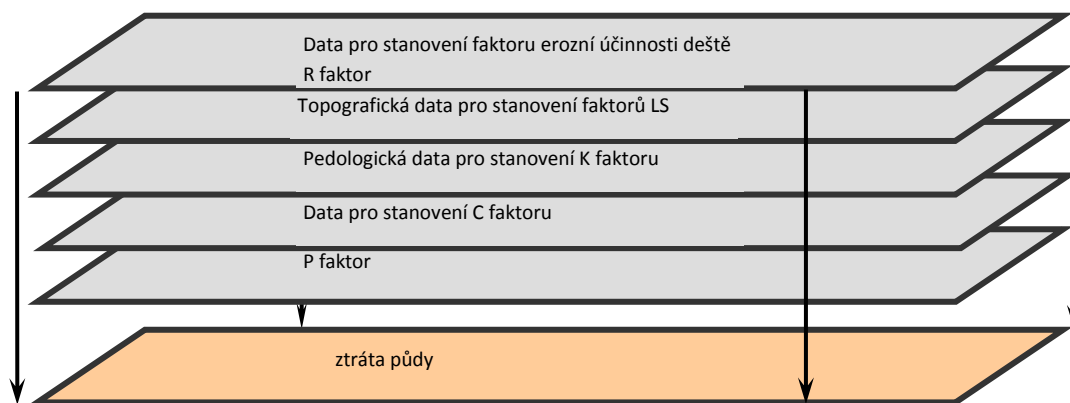 Data pro stanovení faktoru erozní účinnosti deště
R faktor
Topografická data pro stanovení faktorů LS
Pedologická data pro stanovení K faktoru
Data pro stanovení C faktoru
P faktor
ztráta půdy